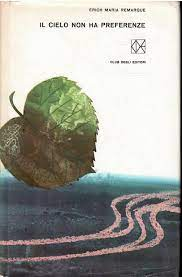 ERICH MARIA REMARQUE
IL CIELO NON HA PREFERENZE
CLUB DEGLI EDITORI